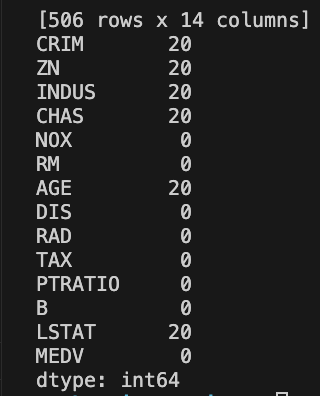 [506 rows x 14 columns]
CRIM 20
ZN 20
INDUS 20
CHAS 20
NOX 0
RM 0
AGE 20
DIS 0
RAD 0
TAX 0
PTRATIO 0
B 0
LSTAT 20
MEDV 0
dtype: int64